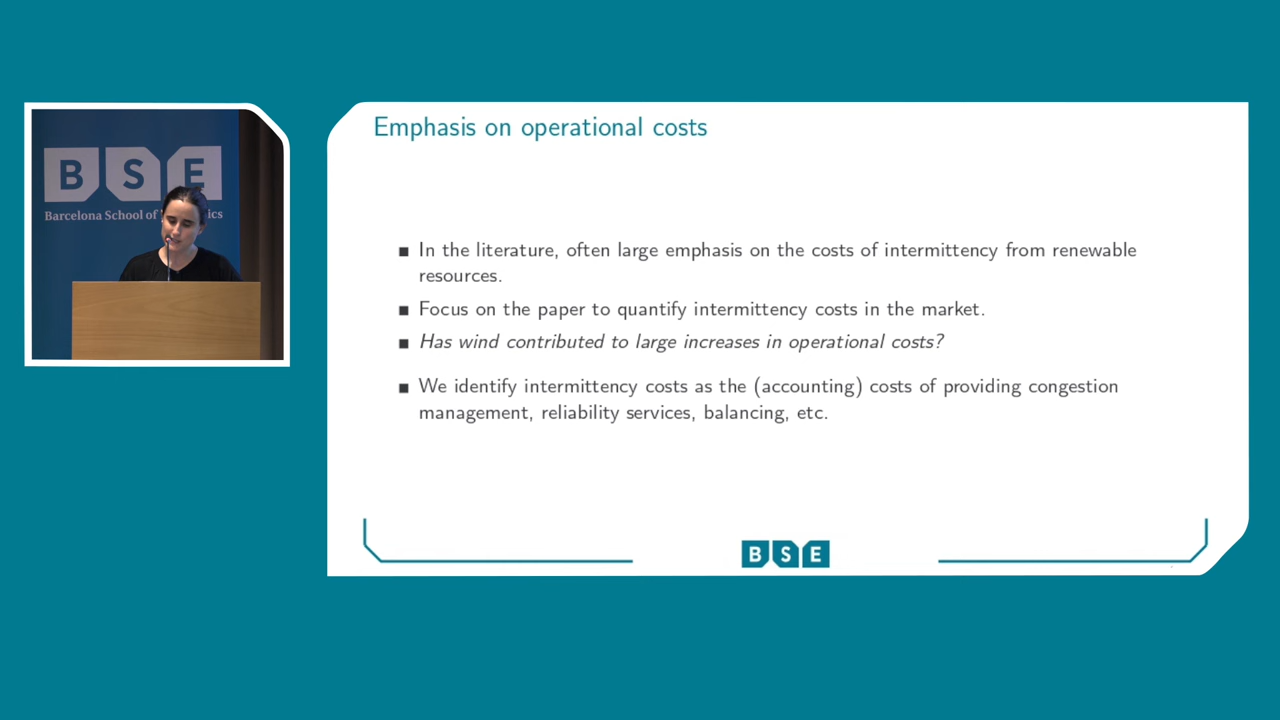 B S E
Barcelona School of ics
Emphasis on operational costs
In the literature, often large emphasis on the costs of intermittency from renewable
resources.
Focus on the paper to quantify intermittency costs in the market.
Has wind contributed to large increases in operational costs?
We identify intermittency costs as the (accounting) costs of providing congestion
management, reliability services, balancing, etc.
B S E